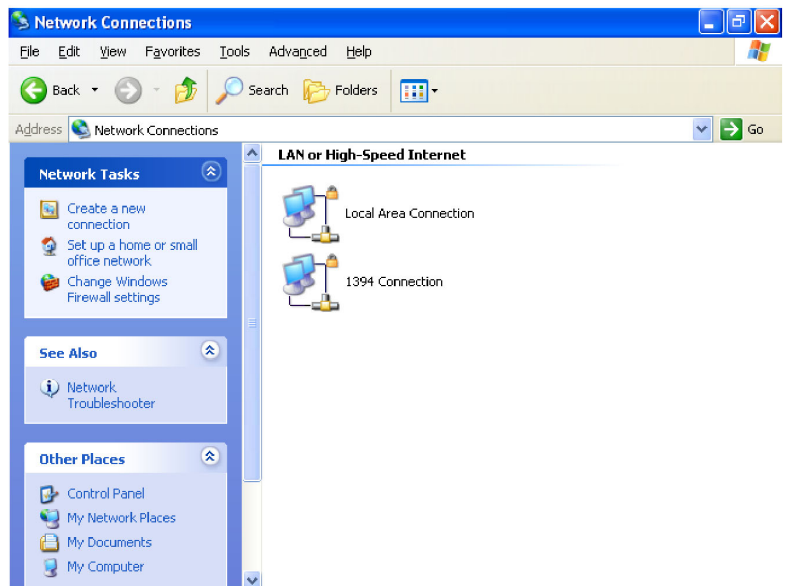 Network Connections
File Edit View Favorites Tools Advanced Help
Back Search Folders
Address Network Connections Go
Network Tasks
Create a new
connection
Set up a home or small
office network
Change Windows
Firewall settings
See Also
Network
Troubleshooter
Other Places
Control Panel
My Network Places
My Documents
My Computer
LAN or High-Speed Internet
Local Area Connection
1394 Connection